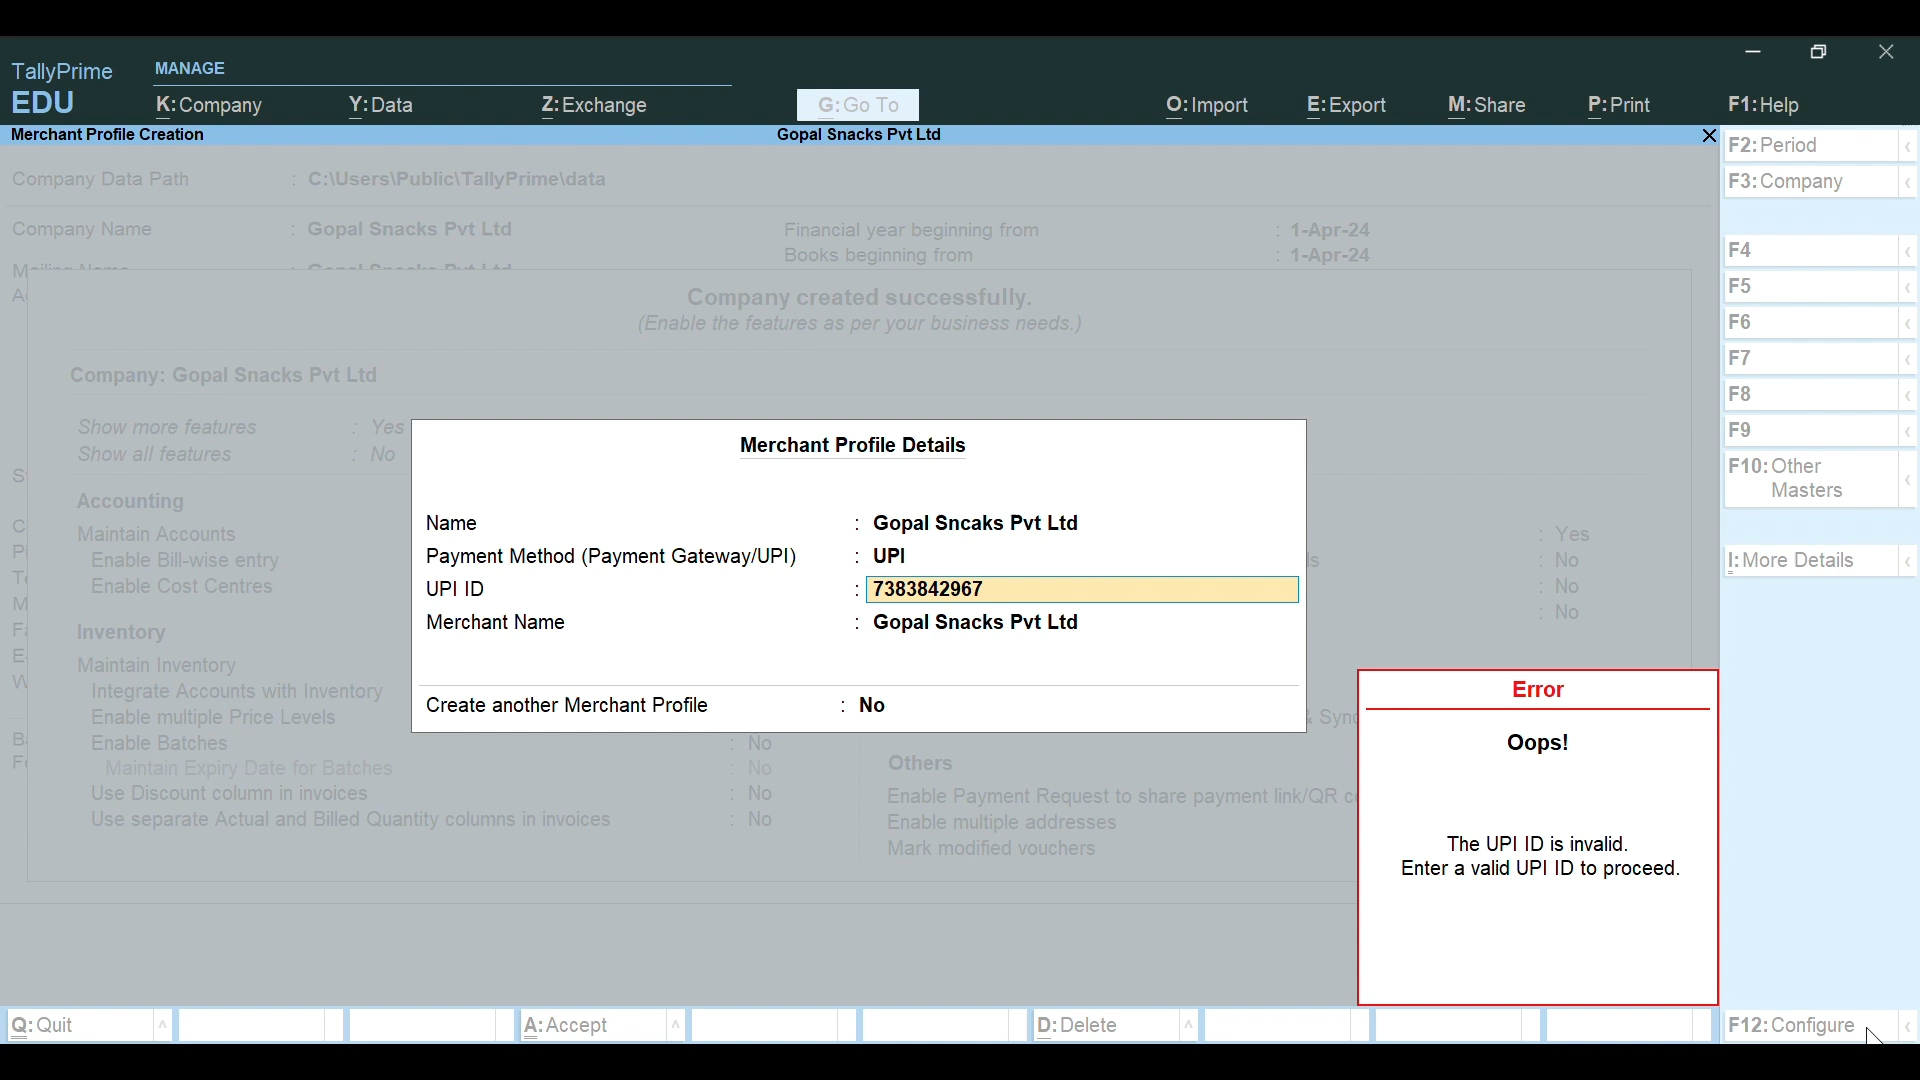 TallyPrime
EDU
MANAGE
K: Company
Y: Data
Z: Exchange
G: Go To
O: Import
E: Export
M: Share
P: Print
F1: Help
Merchant Profile Creation
Gopal Snacks Pvt Ltd
Company Data Path : C:\Users\Public\TallyPrime\data
Company Name : Gopal Snacks Pvt Ltd
Financial year beginning from : 1-Apr-24
Books beginning from : 1-Apr-24
Company created successfully.
(Enable the features as per your business needs.)
Company: Gopal Snacks Pvt Ltd
Show more features : Yes
Show all features : No
Accounting
Maintain Accounts
Enable Bill-wise entry
Enable Cost Centres
Inventory
Maintain Inventory
Integrate Accounts with Inventory
Enable multiple Price Levels
Enable Batches : No
Maintain Expiry Date for Batches : No
Use Discount column in invoices : No
Use separate Actual and Billed Quantity columns in invoices : No
: Yes
: No
: No
: No
Others
Enable Payment Request to share payment link/QR
Enable multiple addresses
Mark modified vouchers
Merchant Profile Details
Name : Gopal Sncaks Pvt Ltd
Payment Method (Payment Gateway/UPI) : UPI
UPI ID : 7383842967
Merchant Name : Gopal Snacks Pvt Ltd
Create another Merchant Profile : No
Error
Oops!
The UPI ID is invalid.
Enter a valid UPI ID to proceed.
F2: Period
F3: Company
F4
F5
F6
F7
F8
F9
F10: Other
Masters
I: More Details
F12: Configure
Q: Quit
A: Accept
D: Delete